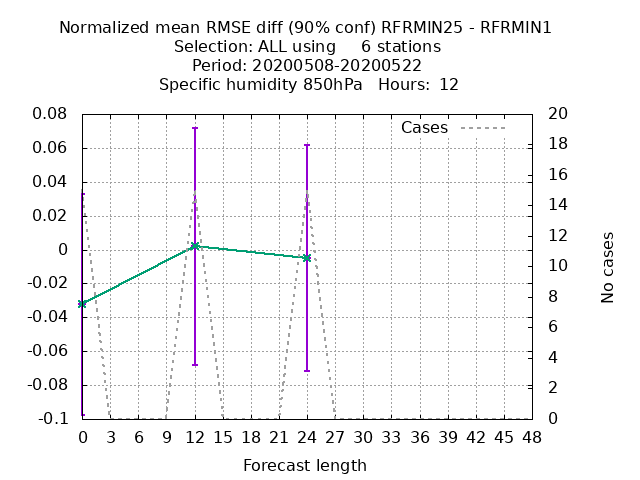 Normalized mean RMSE diff (90% conf) RFRMIN25 - RFRMIN1
Selection: ALL using     6 stations
Period: 20200508-20200522
Specific humidity 850hPa   Hours:  12
Cases
0.08
0.06
0.04
0.02
0
-0.02
-0.04
-0.06
-0.08
-0.1
20
18
16
14
12
10
8
6
4
2
0
No cases
0 3 6 9 12 15 18 21 24 27 30 33 36 39 42 45 48
Forecast length